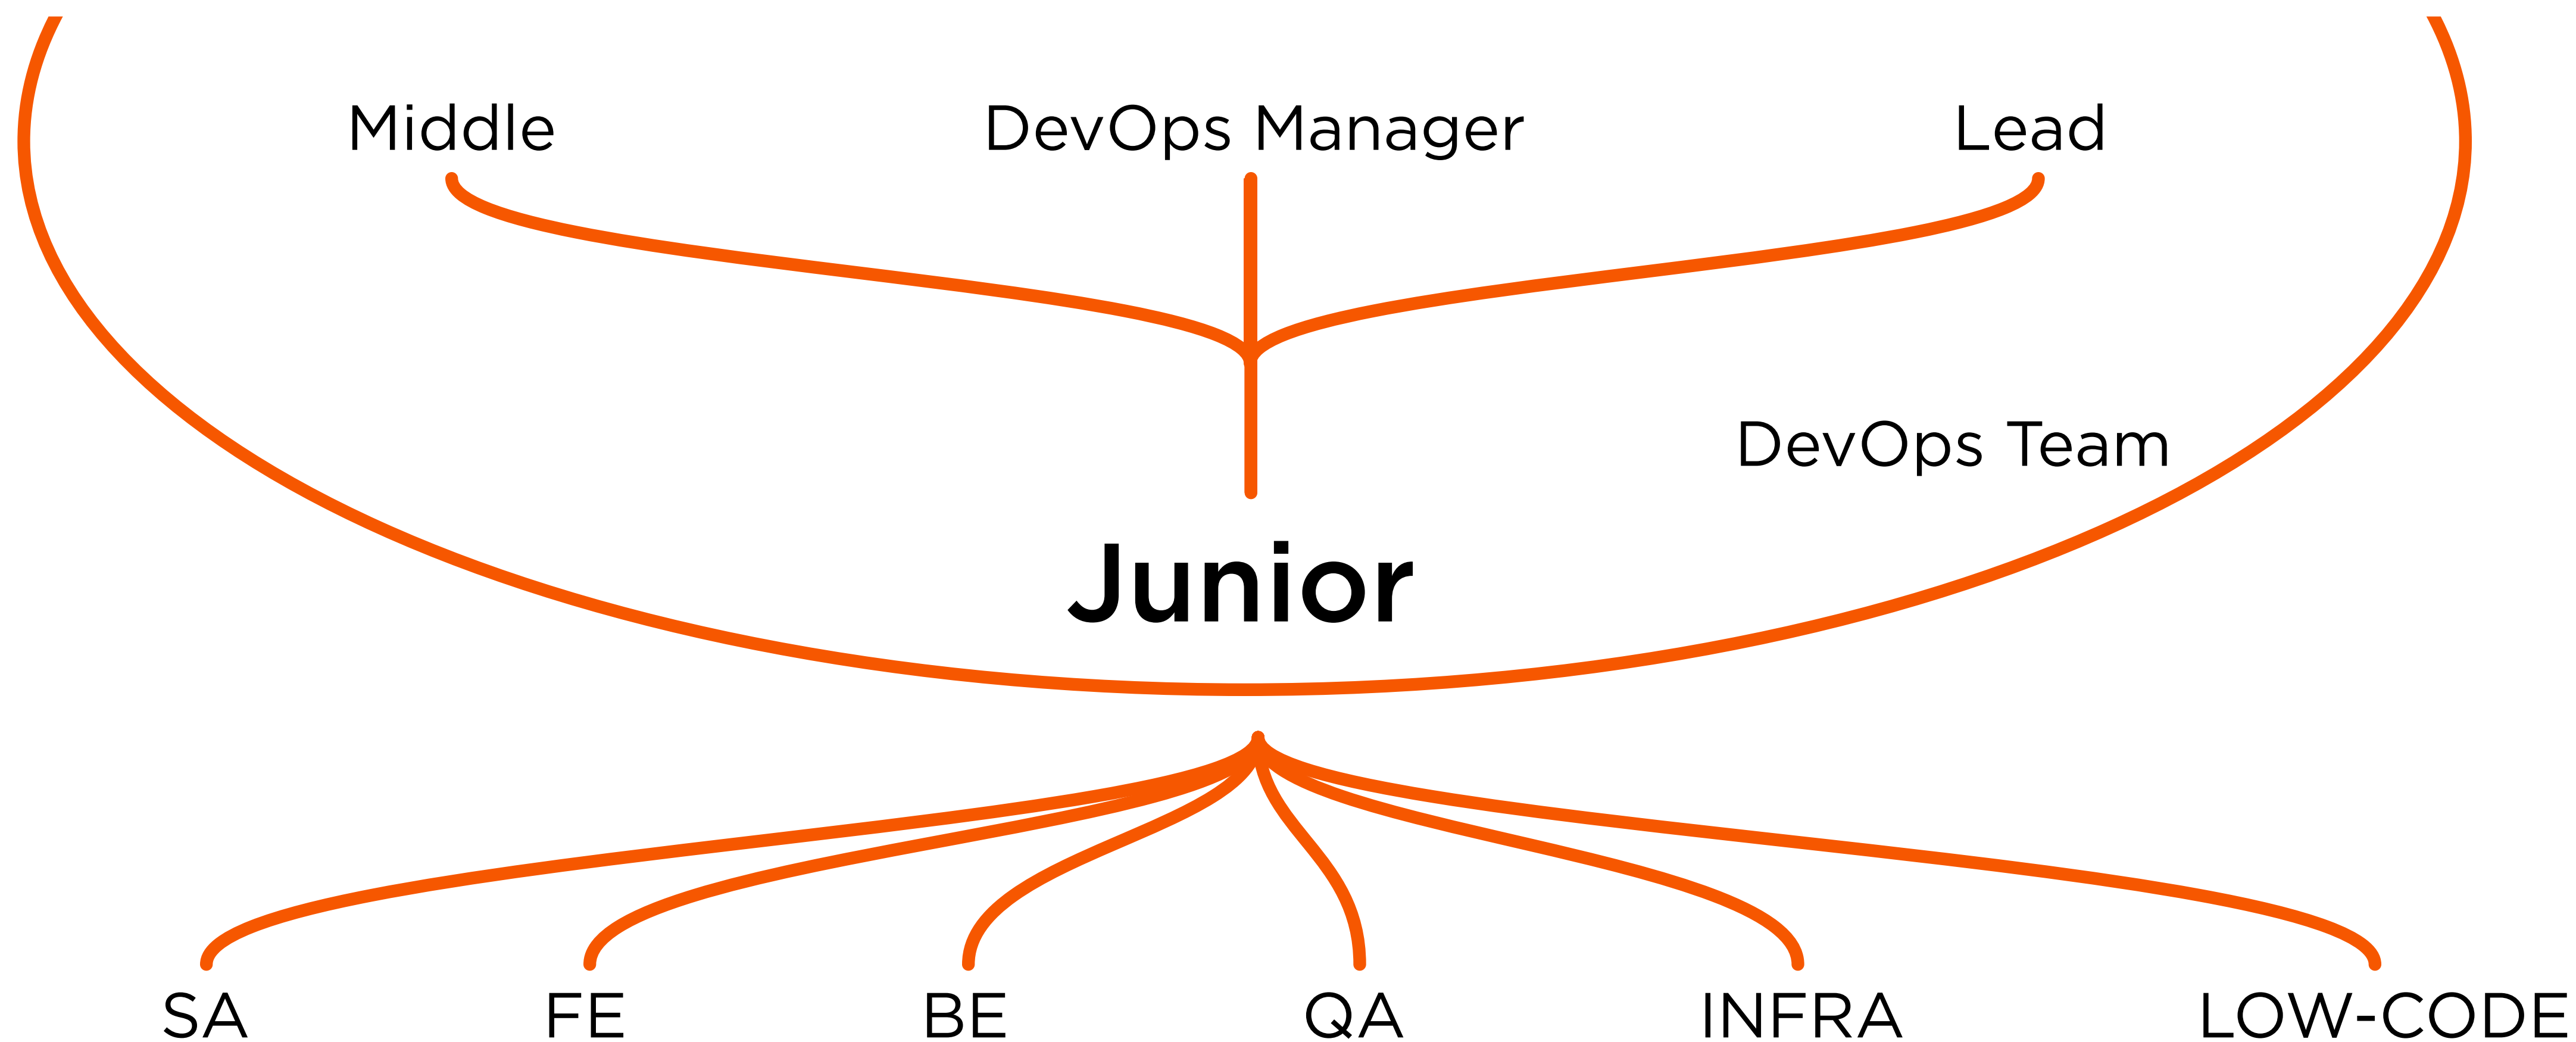 Middle
DevOps Manager
Lead
DevOps Team
Junior
SA
FE
BE
QA
INFRA
LOW-CODE